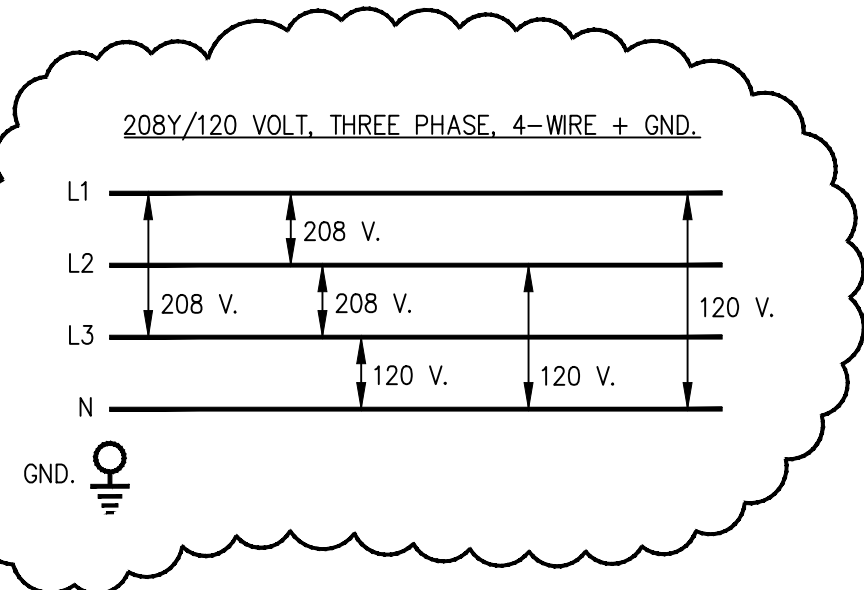 208Y/120 VOLT, THREE PHASE, 4-WIRE + GND.
L1
208 V.
L2
208 V.
208 V.
120 V.
L3
120 V.
120 V.
N
GND.